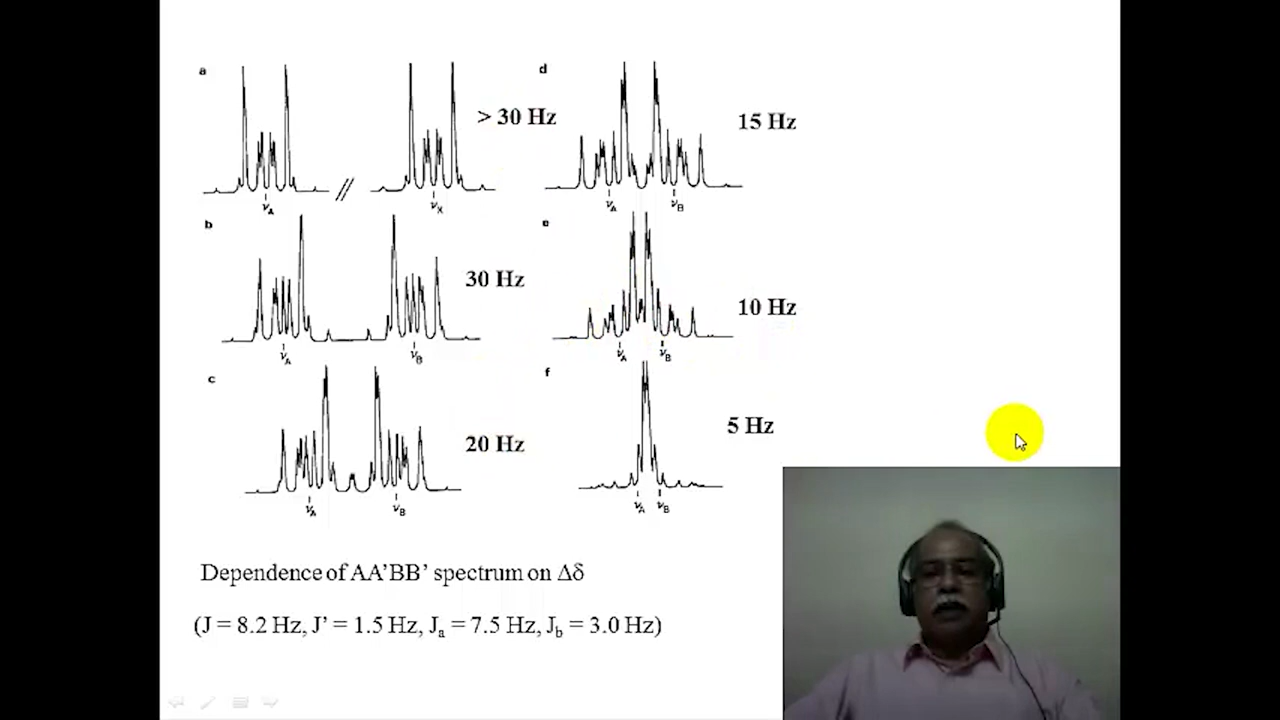 a
> 30 Hz
νA
νX
b
30 Hz
νA
νB
c
20 Hz
νA
νB
d
15 Hz
νA
νB
e
10 Hz
νA
νB
f
5 Hz
νA
νB
Dependence of AA’BB’ spectrum on Δδ
(J = 8.2 Hz, J’ = 1.5 Hz, Ja = 7.5 Hz, Jb = 3.0 Hz)